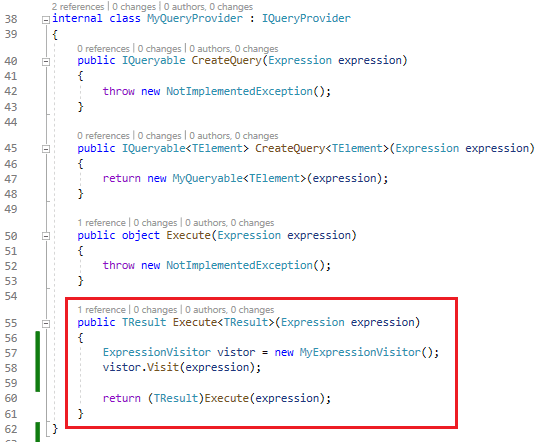 2 references | 0 changes | 0 authors, 0 changes
38 internal class MyQueryProvider : IQueryProvider
39 {
0 references | 0 changes | 0 authors, 0 changes
40 public IQueryable CreateQuery(Expression expression)
41 {
42 throw new NotImplementedException();
43 }
44
0 references | 0 changes | 0 authors, 0 changes
45 public IQueryable<TElement> CreateQuery<TElement>(Expression expression)
46 {
47 return new MyQueryable<TElement>(expression);
48 }
49
1 reference | 0 changes | 0 authors, 0 changes
50 public object Execute(Expression expression)
51 {
52 throw new NotImplementedException();
53 }
54
1 reference | 0 changes | 0 authors, 0 changes
55 public TResult Execute<TResult>(Expression expression)
56 {
57 ExpressionVisitor vistor = new MyExpressionVisitor();
58 vistor.Visit(expression);
59
60 return (TResult)Execute(expression);
61 }
62 }